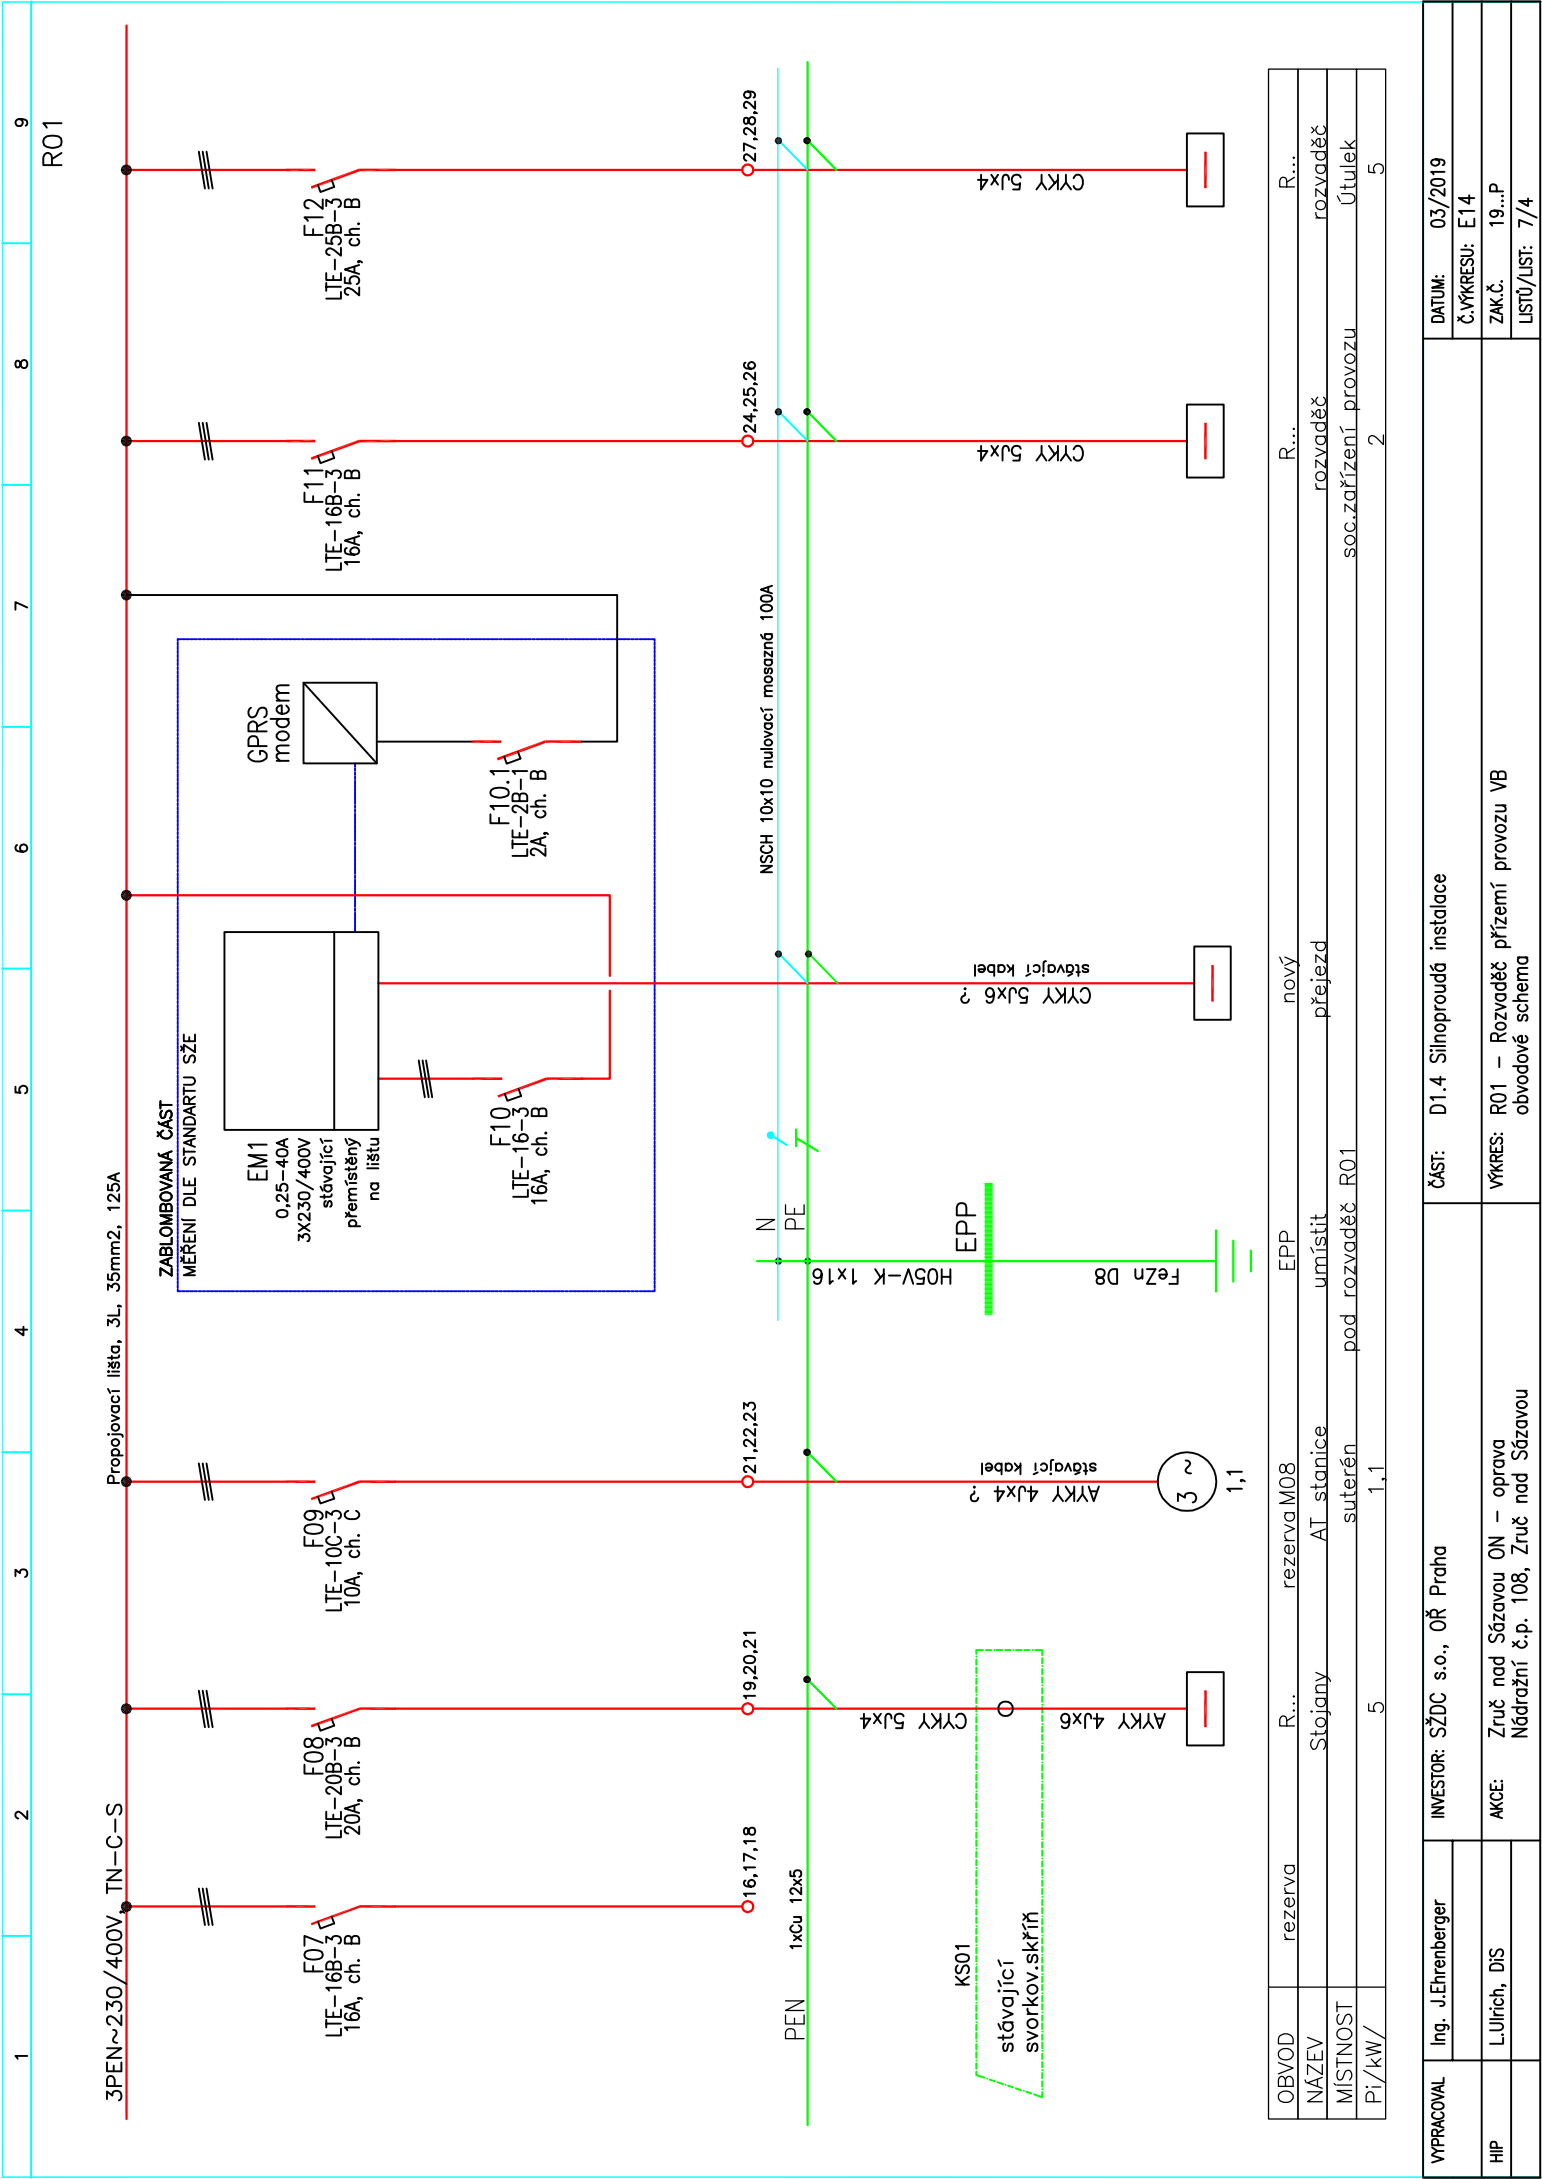 1 2 3 4 5 6 7 8 9
R01
3PEN~230/400V, TN-C-S
Propojovací lišta, 3L, 35mm2, 125A
ZABLOMBOVANÁ ČÁST
MĚŘENÍ DLE STANDARTU SŽE
EM1
0,25-40A
3X230/400V
stávající
přemístěný
na lištu
GPRS
modem
F07
LTE-16B-3
16A, ch. B
F08
LTE-20B-3
20A, ch. B
F09
LTE-10C-3
10A, ch. C
F10
LTE-16-3
16A, ch. B
F10.1
LTE-2B-1
2A, ch. B
F11
LTE-16B-3
16A, ch. B
F12
LTE-25B-3
25A, ch. B
16,17,18
19,20,21
21,22,23
24,25,26
27,28,29
NSCH 10x10 nulovací mosazná 100A
PEN
1xCu 12x5
N
PE
KS01
stávající
svorkov.skříň
CYKY 5Jx4
AYKY 4Jx6
AYKY 4Jx4 ?
stávajcí kabel
3 ~
1,1
H05V-K 1x16
EPP
FeZn D8
CYKY 5Jx6 ?
stávajcí kabel
CYKY 5Jx4
CYKY 5Jx4
OBVOD rezerva R... rezerva M08 EPP nový R... R...
NÁZEV Stojany AT stanice umístit přejezd rozvaděč rozvaděč
MÍSTNOST suterén pod rozvaděč R01 soc.zařízení provozu Útulek
Pi/kW/ 5 1,1 2 5
VYPRACOVAL Ing. J.Ehrenberger
HIP L.Ulrich, DiS
INVESTOR: SŽDC s.o., OŘ Praha
AKCE: Zruč nad Sázavou ON - oprava
Nádražní č.p. 108, Zruč nad Sázavou
ČÁST: D1.4 Silnoproudá instalace
VÝKRES: R01 - Rozvaděč přízemí provozu VB
obvodové schema
DATUM: 03/2019
Č.VÝKRESU: E14
ZAK.Č. 19...P
LISTŮ/LIST: 7/4